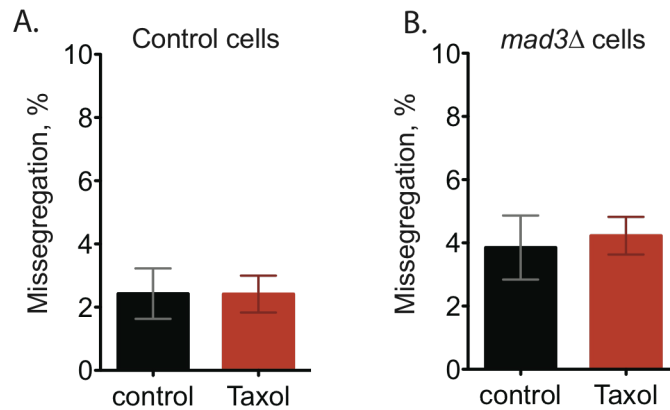 A.
Control cells
Missegregation, %
10
8
6
4
2
0
control
Taxol
B.
mad3Δ cells
Missegregation, %
10
8
6
4
2
0
control
Taxol